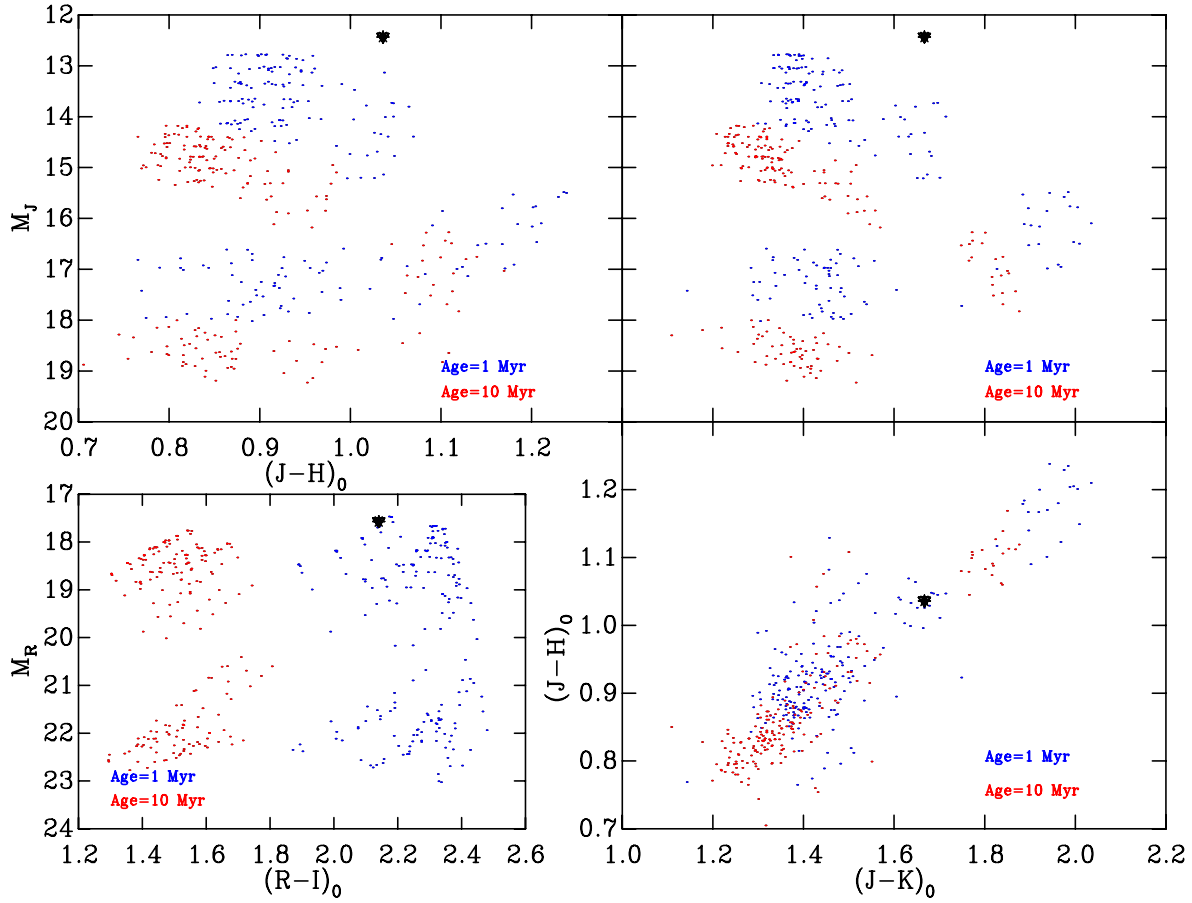 12
13
14
15
16
17
18
19
20
M_J
0.7 0.8 0.9 1.0 1.1 1.2
(J−H)_0
Age=1 Myr
Age=10 Myr
Age=1 Myr
Age=10 Myr
17
18
19
20
21
22
23
24
M_R
1.2 1.4 1.6 1.8 2.0 2.2 2.4 2.6
(R−I)_0
Age=1 Myr
Age=10 Myr
1.2
1.1
1.0
0.9
0.8
0.7
(J−H)_0
1.0 1.2 1.4 1.6 1.8 2.0 2.2
(J−K)_0
Age=1 Myr
Age=10 Myr